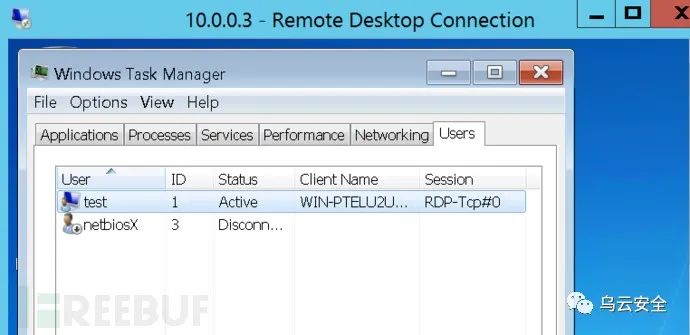 10.0.0.3 - Remote Desktop Connection
Windows Task Manager
File Options View Help
Applications Processes Services Performance Networking Users
User ID Status Client Name Session
test 1 Active WIN-PTELU2U... RDP-Tcp#0
netbiosX 3 Disconn...
REEBUF
乌云安全